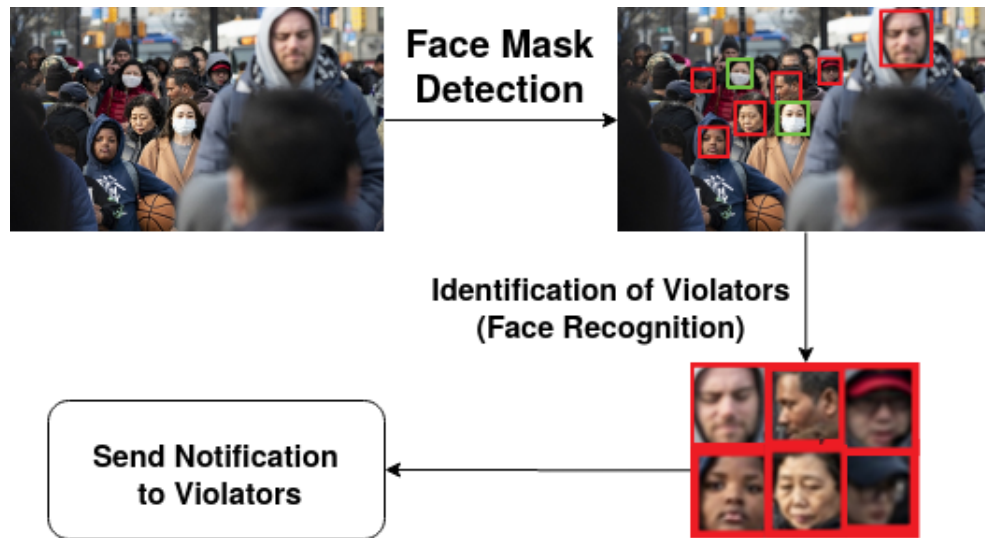 Face Mask
Detection
Identification of Violators
(Face Recognition)
Send Notification
to Violators